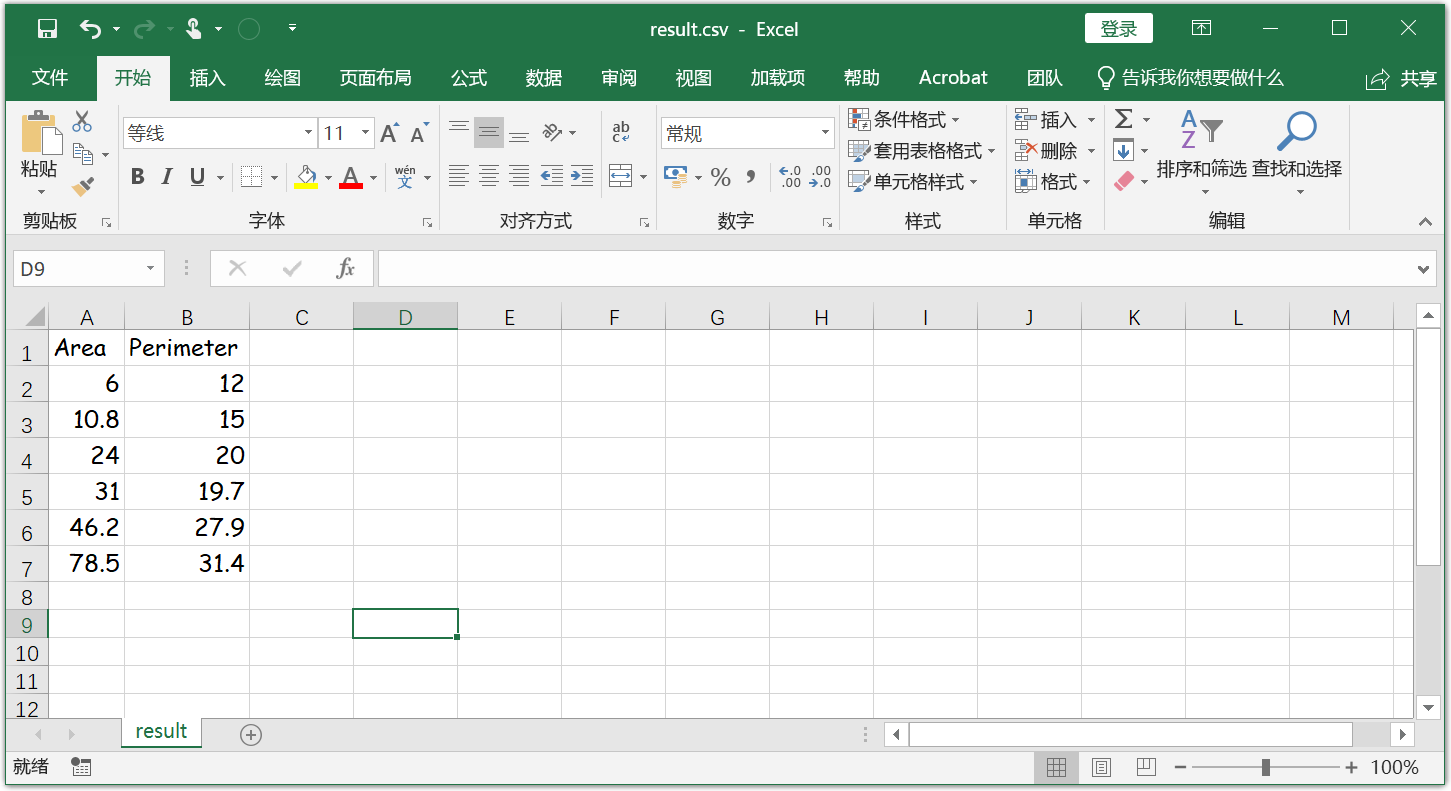 result.csv - Excel
登录
文件 开始 插入 绘图 页面布局 公式 数据 审阅 视图 加载项 帮助 Acrobat 团队 告诉我你想要做什么 共享
粘贴
剪贴板
等线 11 A A
B I U A wén 文
字体
ab c
对齐方式
常规
% , .0 .00 .00 .0
数字
条件格式
套用表格格式
单元格样式
样式
插入
删除
格式
单元格
Σ
A Z
排序和筛选 查找和选择
编辑
D9 fx
A B C D E F G H I J K L M
1 Area Perimeter
2 6 12
3 10.8 15
4 24 20
5 31 19.7
6 46.2 27.9
7 78.5 31.4
8
9
10
11
12
result
就绪 100%